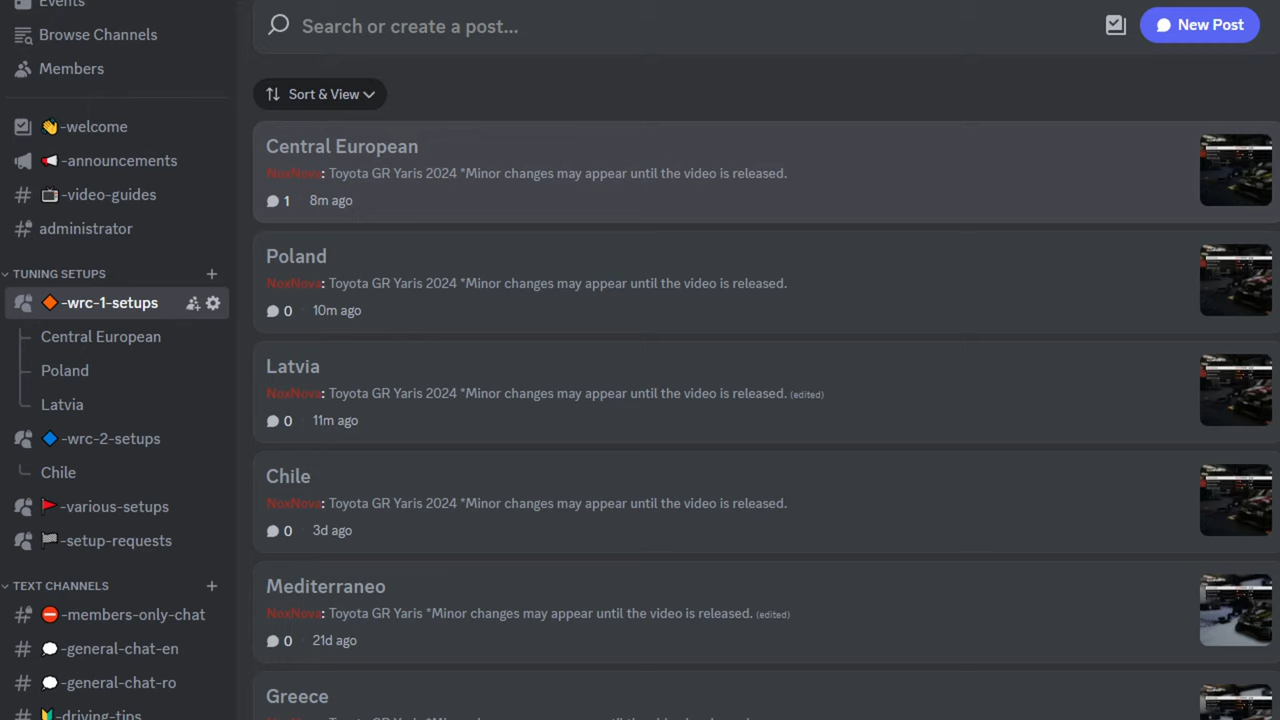 Events
Browse Channels
Members
-welcome
-announcements
-video-guides
administrator
TUNING SETUPS
-wrc-1-setups
Central European
Poland
Latvia
-wrc-2-setups
Chile
-various-setups
-setup-requests
TEXT CHANNELS
-members-only-chat
-general-chat-en
-general-chat-ro
-driving-tips
Search or create a post...
New Post
Sort & View
Central European
NoxNova: Toyota GR Yaris 2024 *Minor changes may appear until the video is released.
1 8m ago
Poland
NoxNova: Toyota GR Yaris 2024 *Minor changes may appear until the video is released.
0 10m ago
Latvia
NoxNova: Toyota GR Yaris 2024 *Minor changes may appear until the video is released. (edited)
0 11m ago
Chile
NoxNova: Toyota GR Yaris 2024 *Minor changes may appear until the video is released.
0 3d ago
Mediterraneo
NoxNova: Toyota GR Yaris *Minor changes may appear until the video is released. (edited)
0 21d ago
Greece